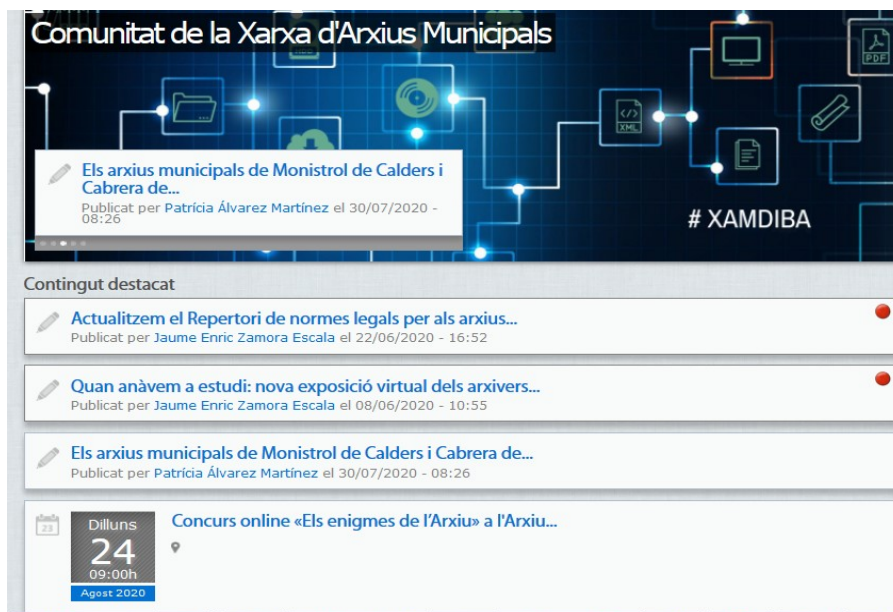 Comunitat de la Xarxa d'Arxius Municipals
PDF
XML
Els arxius municipals de Monistrol de Calders i
Cabrera de...
Publicat per Patrícia Álvarez Martínez el 30/07/2020 -
08:26
# XAMDIBA
Contingut destacat
Actualitzem el Repertori de normes legals per als arxius...
Publicat per Jaume Enric Zamora Escala el 22/06/2020 - 16:52
Quan anàvem a estudi: nova exposició virtual dels arxivers...
Publicat per Jaume Enric Zamora Escala el 08/06/2020 - 10:55
Els arxius municipals de Monistrol de Calders i Cabrera de...
Publicat per Patrícia Álvarez Martínez el 30/07/2020 - 08:26
23
Dilluns
24
09:00h
Agost 2020
Concurs online «Els enigmes de l’Arxiu» a l'Arxiu...